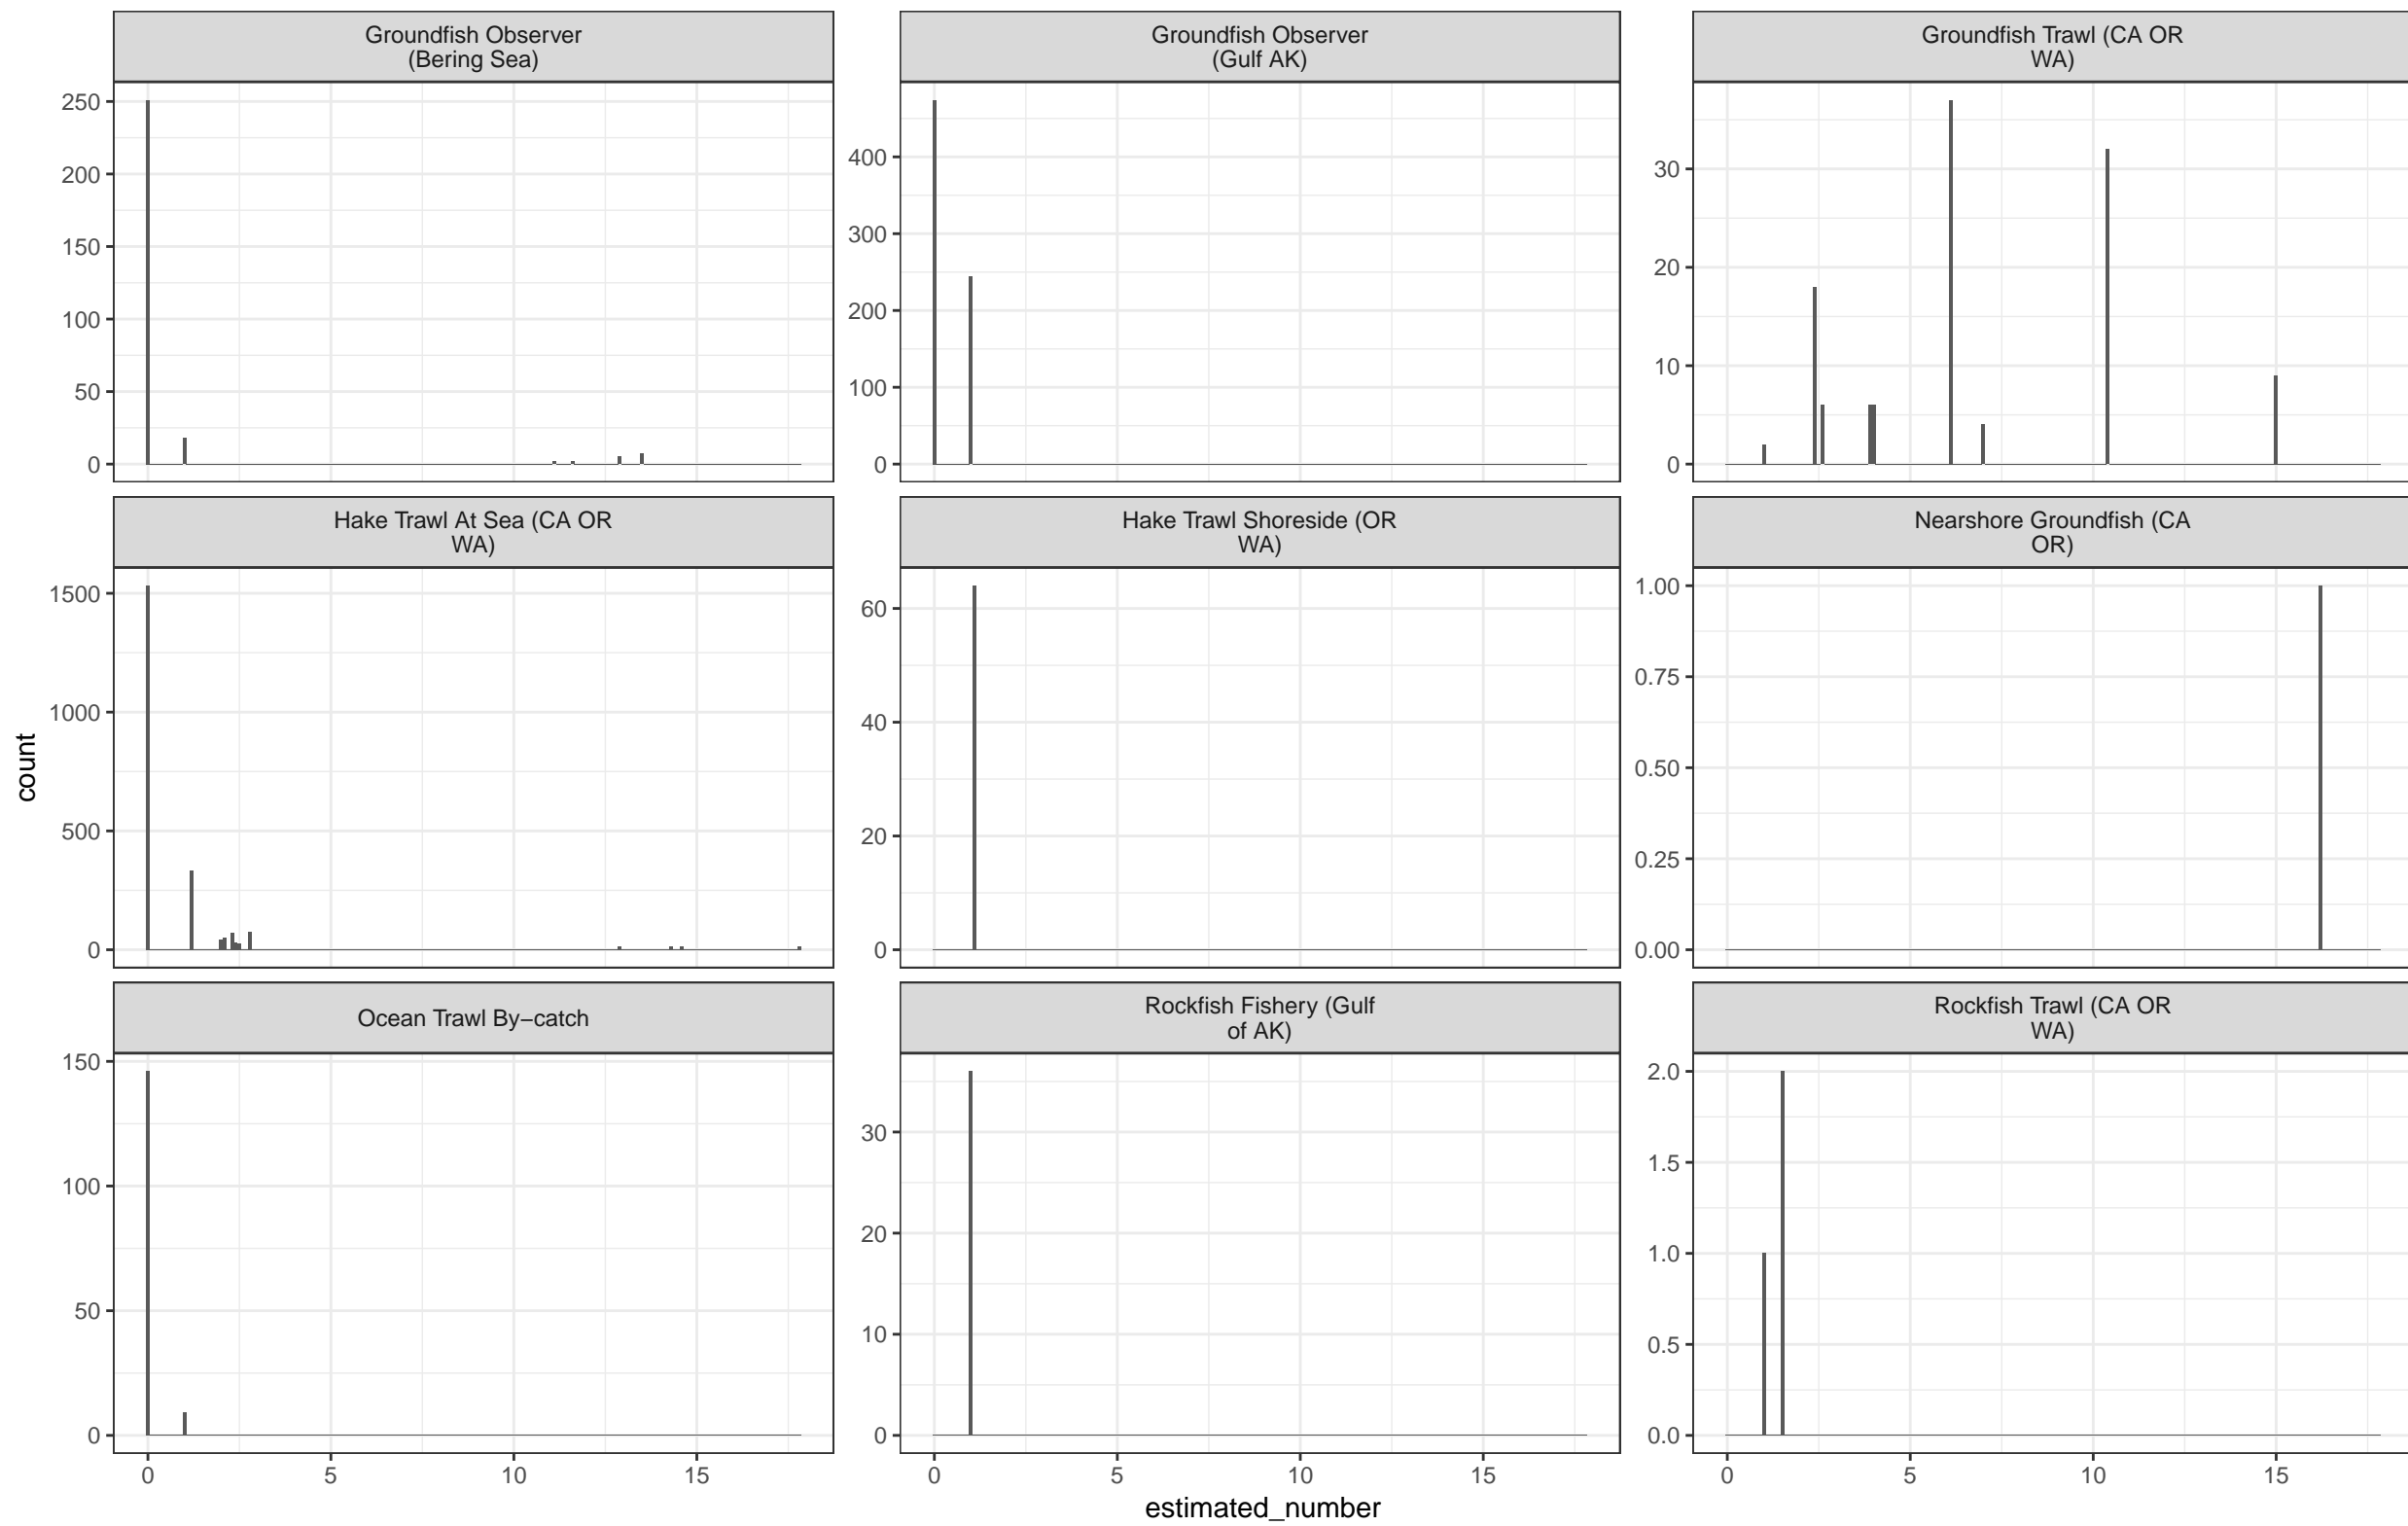 Groundfish Observer
(Bering Sea)
Groundfish Observer
(Gulf AK)
Groundfish Trawl (CA OR
WA)
250
200
150
100
50
0
400
300
200
100
0
30
20
10
0
Hake Trawl At Sea (CA OR
WA)
Hake Trawl Shoreside (OR
WA)
Nearshore Groundfish (CA
OR)
1500
1000
500
0
60
40
20
0
1.00
0.75
0.50
0.25
0.00
count
Ocean Trawl By−catch
Rockfish Fishery (Gulf
of AK)
Rockfish Trawl (CA OR
WA)
150
100
50
0
30
20
10
0
2.0
1.5
1.0
0.5
0.0
0 5 10 15
0 5 10 15
0 5 10 15
estimated_number